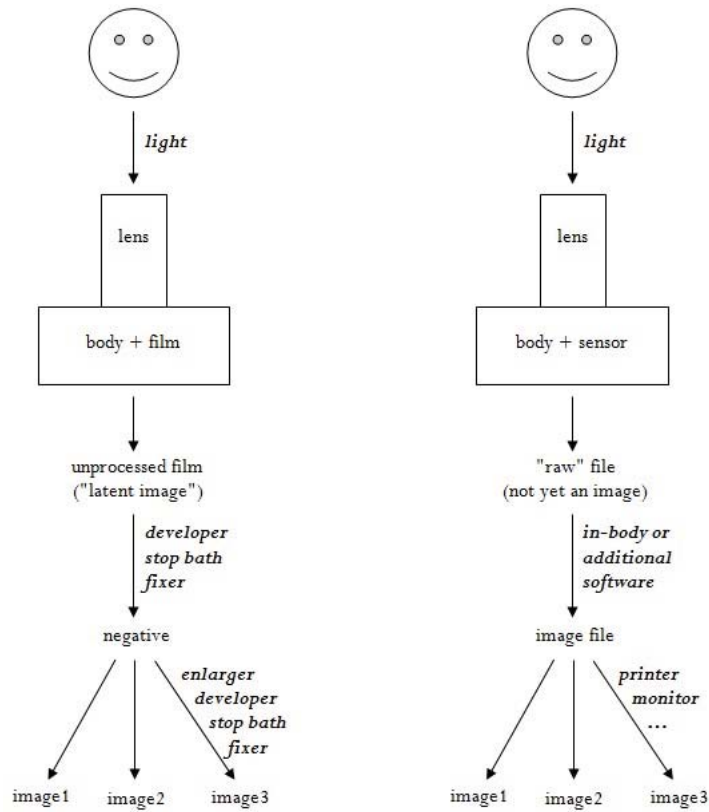 light
lens
body + film
unprocessed film
("latent image")
developer
stop bath
fixer
negative
enlarger
developer
stop bath
fixer
image1
image2
image3
light
lens
body + sensor
"raw" file
(not yet an image)
in-body or
additional
software
image file
printer
monitor
...
image1
image2
image3